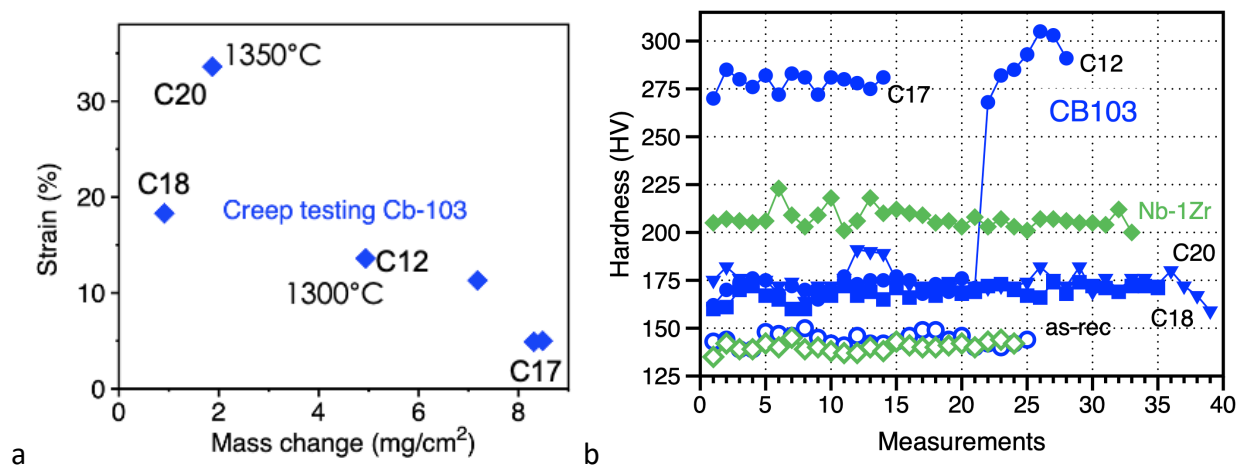 1350°C
C20
30
C18
20
Creep testing Cb-103
C12
1300°C
10
C17
0
0 2 4 6 8
Strain (%)
Mass change (mg/cm²)
a
300
C12
275
C17
CB103
250
225
Nb-1Zr
200
C20
175
C18
as-rec
150
125
0 5 10 15 20 25 30 35 40
Hardness (HV)
Measurements
b